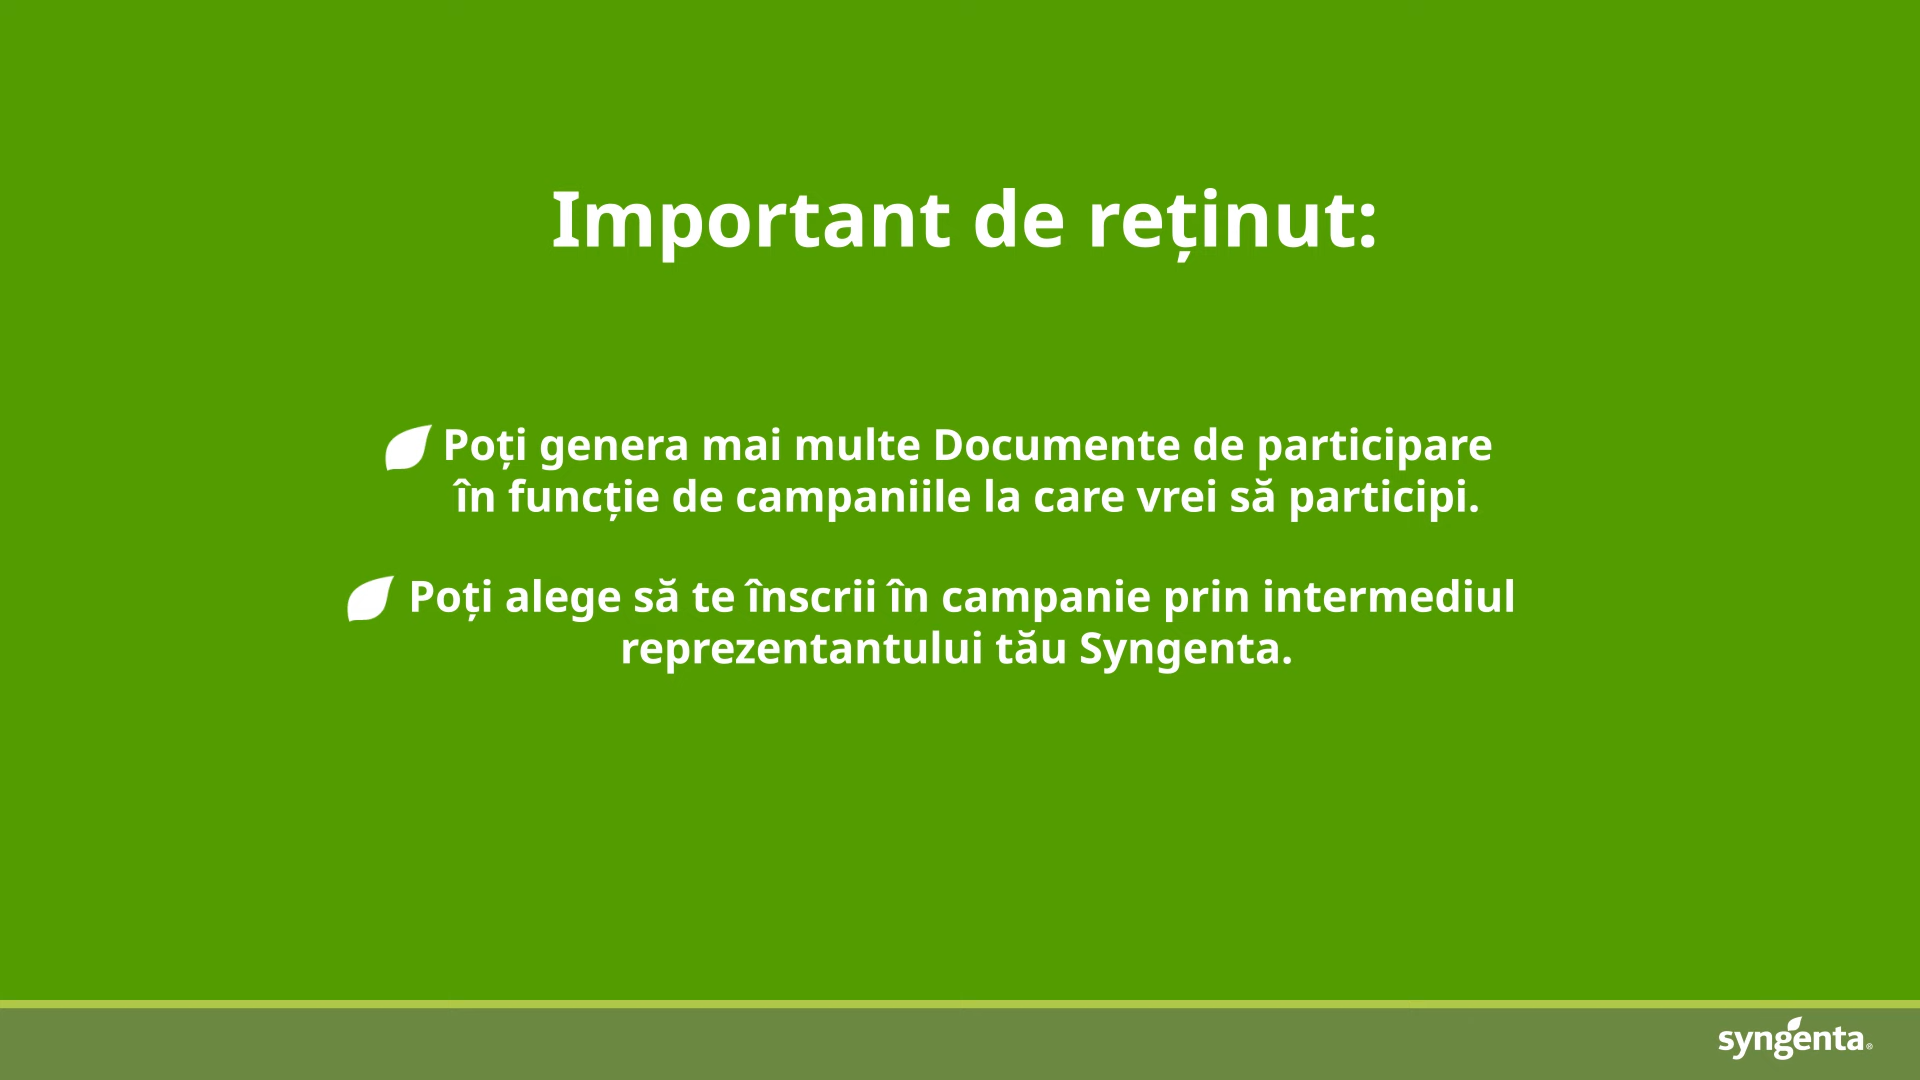 Important de reținut:
Poți genera mai multe Documente de participare
în funcție de campaniile la care vrei să participi.
Poți alege să te înscrii în campanie prin intermediul
reprezentantului tău Syngenta.
syngenta®